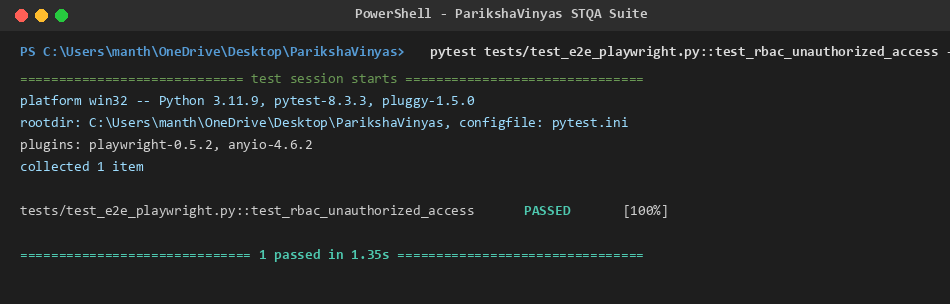 PowerShell - ParikshaVinyas STQA Suite
PS C:\Users\manth\OneDrive\Desktop\ParikshaVinyas> pytest tests/test_e2e_playwright.py::test_rbac_unauthorized_access -
============================= test session starts ===============================
platform win32 -- Python 3.11.9, pytest-8.3.3, pluggy-1.5.0
rootdir: C:\Users\manth\OneDrive\Desktop\ParikshaVinyas, configfile: pytest.ini
plugins: playwright-0.5.2, anyio-4.6.2
collected 1 item
tests/test_e2e_playwright.py::test_rbac_unauthorized_access PASSED [100%]
============================== 1 passed in 1.35s ================================